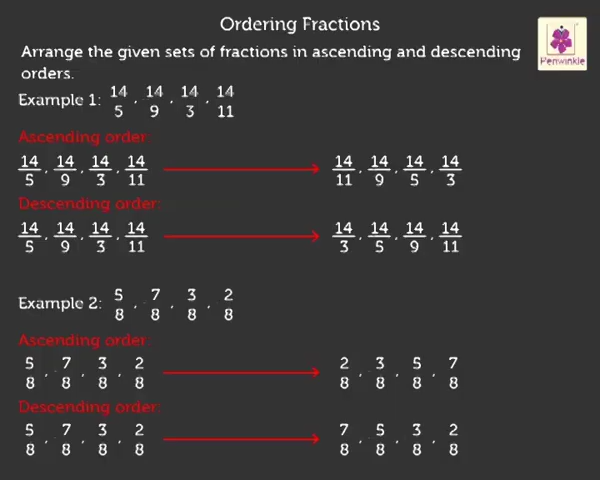 Ordering Fractions
Arrange the given sets of fractions in ascending and descending
orders.
Periwinkle
Example 1: 14/5, 14/9, 14/3, 14/11
Ascending order:
14/5, 14/9, 14/3, 14/11 → 14/11, 14/9, 14/5, 14/3
Descending order:
14/5, 14/9, 14/3, 14/11 → 14/3, 14/5, 14/9, 14/11
Example 2: 5/8, 7/8, 3/8, 2/8
Ascending order:
5/8, 7/8, 3/8, 2/8 → 2/8, 3/8, 5/8, 7/8
Descending order:
5/8, 7/8, 3/8, 2/8 → 7/8, 5/8, 3/8, 2/8